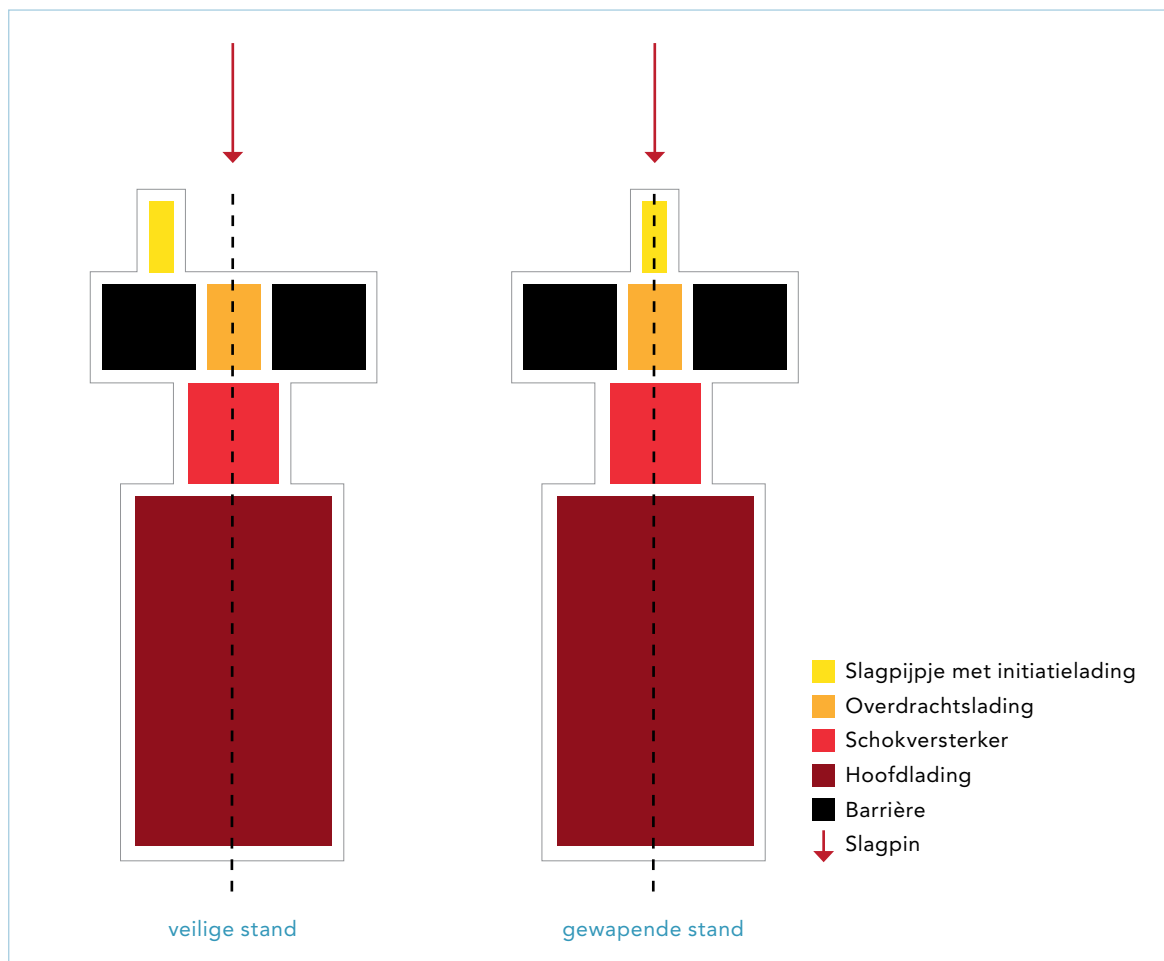 Slagpijpje met initiatielading
Overdrachtslading
Schokversterker
Hoofdlading
Barrière
Slagpin
veilige stand
gewapende stand